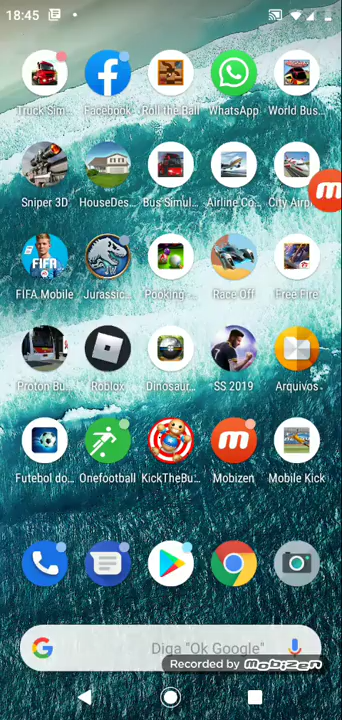 18:45
Truck Sim... Facebook Roll the Ball WhatsApp World Bus...
Sniper 3D HouseDes... Bus Simul... Airline Co... City Airp...
FIFA
FIFA Mobile Jurassic... Pooking ... Race Off Free Fire
Proton Bu... Roblox Dinosaur... SS 2019 Arquivos
Futebol do... Onefootball KickTheBu... Mobizen Mobile Kick
Diga "Ok Google"
Recorded by mobizen